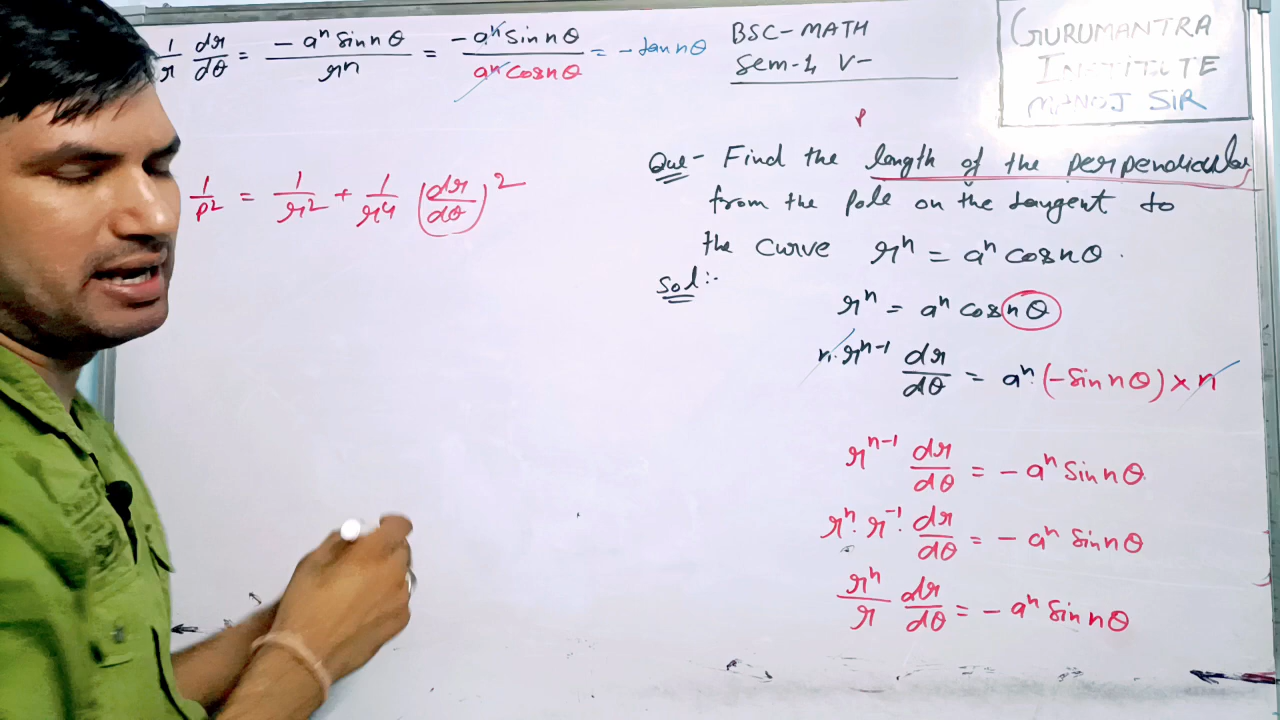 1/r dr/dθ = -aⁿ sin nθ / rⁿ = -aⁿ sin nθ / aⁿ cos nθ = -tan nθ
1/p² = 1/r² + 1/r⁴ (dr/dθ)²
BSC-MATH
Sem-1, V-
GURUMANTRA
INSTITUTE
MANOJ SIR
P
Que- Find the length of the perpendicular
from the Pole on the tangent to
the curve rⁿ = aⁿ cos nθ.
Sol:-
rⁿ = aⁿ cos nθ
n.rⁿ⁻¹ dr/dθ = aⁿ.(-sin nθ) × n
rⁿ⁻¹ dr/dθ = -aⁿ sin nθ
rⁿ. r⁻¹. dr/dθ = -aⁿ sin nθ
rⁿ/r dr/dθ = -aⁿ sin nθ